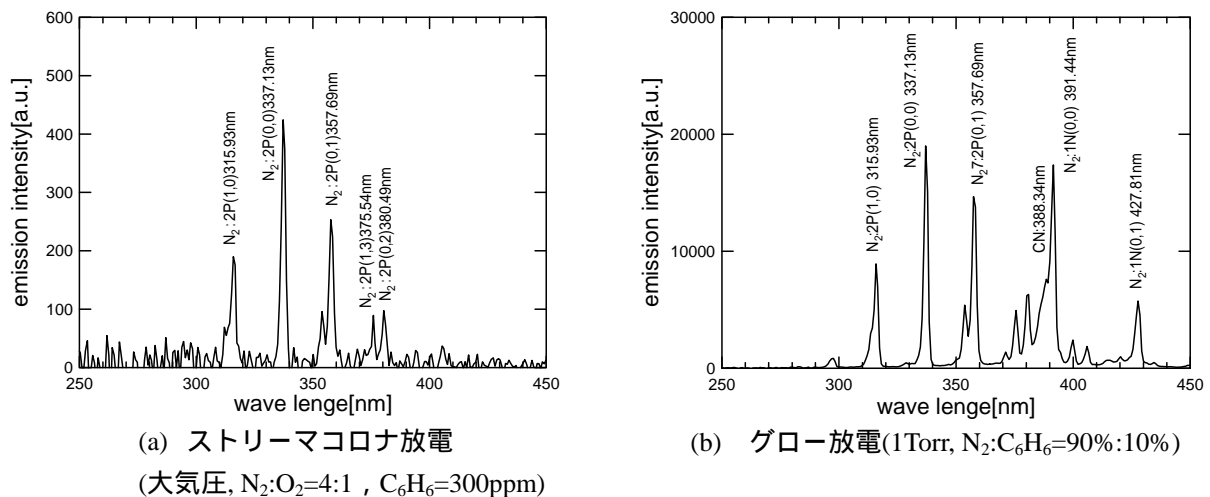 600
500
400
300
200
100
0
250
300
350
400
450
emission intensity[a.u.]
wave lenge[nm]
N₂: 2P(1,0)315.93nm
N₂: 2P(0,0)337.13nm
N₂: 2P(0,1)357.69nm
N₂: 2P(1,3)375.54nm
N₂: 2P(0,2)380.49nm
(a) ストリーマコロナ放電
(大気圧, N₂:O₂=4:1 , C₆H₆=300ppm)
30000
20000
10000
0
250
300
350
400
450
emission intensity[a.u.]
wave lenge[nm]
N₂:2P(1,0) 315.93nm
N₂:2P(0,0) 337.13nm
N₂7:2P(0,1) 357.69nm
CN:388.34nm
N₂:1N(0,0) 391.44nm
N₂:1N(0,1) 427.81nm
(b) グロー放電(1Torr, N₂:C₆H₆=90%:10%)